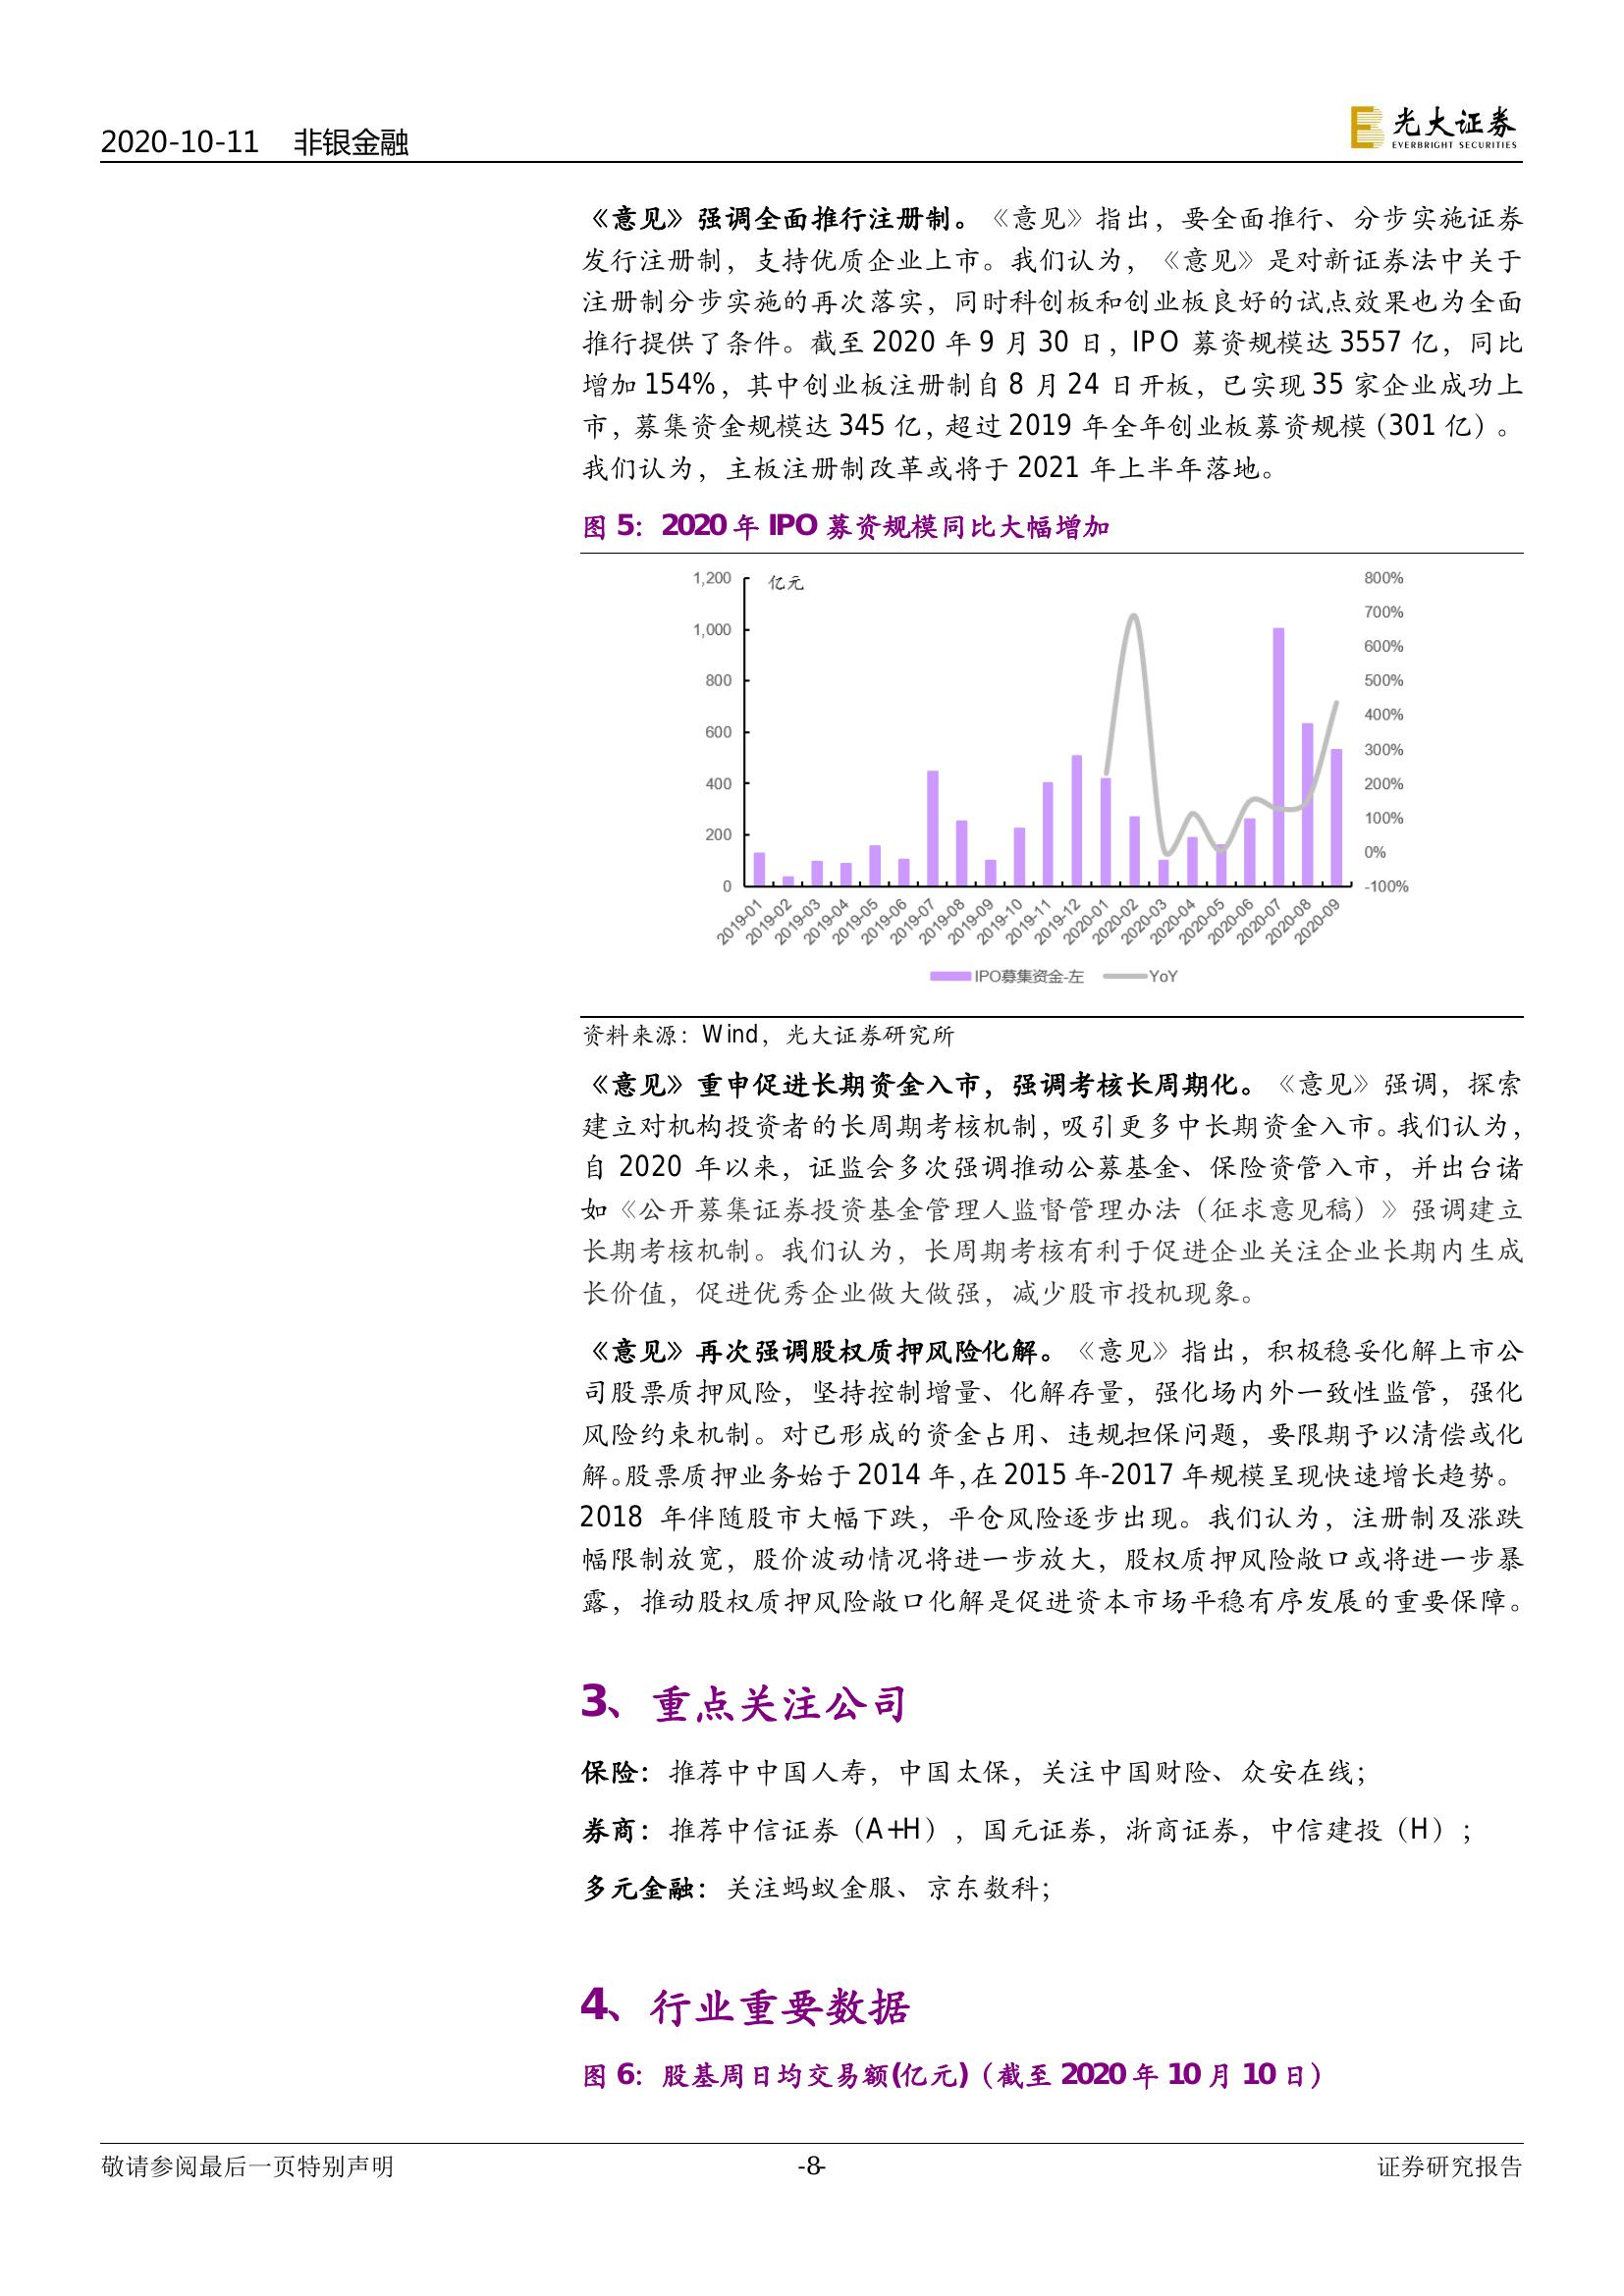 2020-10-11 非银金融
光大证券
EVERBRIGHT SECURITIES
《意见》强调全面推行注册制。《意见》指出，要全面推行、分步实施证券
发行注册制，支持优质企业上市。我们认为，《意见》是对新证券法中关于
注册制分步实施的再次落实，同时科创板和创业板良好的试点效果也为全面
推行提供了条件。截至 2020 年 9 月 30 日，IPO 募资规模达 3557 亿，同比
增加 154%，其中创业板注册制自 8 月 24 日开板，已实现 35 家企业成功上
市，募集资金规模达 345 亿，超过 2019 年全年创业板募资规模（301 亿）。
我们认为，主板注册制改革或将于 2021 年上半年落地。
图 5：2020 年 IPO 募资规模同比大幅增加
亿元
1,200
1,000
800
600
400
200
0
800%
700%
600%
500%
400%
300%
200%
100%
0%
-100%
2019-01
2019-02
2019-03
2019-04
2019-05
2019-06
2019-07
2019-08
2019-09
2019-10
2019-11
2019-12
2020-01
2020-02
2020-03
2020-04
2020-05
2020-06
2020-07
2020-08
2020-09
IPO募集资金-左 YoY
资料来源：Wind，光大证券研究所
《意见》重申促进长期资金入市，强调考核长周期化。《意见》强调，探索
建立对机构投资者的长周期考核机制，吸引更多中长期资金入市。我们认为，
自 2020 年以来，证监会多次强调推动公募基金、保险资管入市，并出台诸
如《公开募集证券投资基金管理人监督管理办法（征求意见稿）》强调建立
长期考核机制。我们认为，长周期考核有利于促进企业关注企业长期内生成
长价值，促进优秀企业做大做强，减少股市投机现象。
《意见》再次强调股权质押风险化解。《意见》指出，积极稳妥化解上市公
司股票质押风险，坚持控制增量、化解存量，强化场内外一致性监管，强化
风险约束机制。对已形成的资金占用、违规担保问题，要限期予以清偿或化
解。股票质押业务始于 2014 年，在 2015 年-2017 年规模呈现快速增长趋势。
2018 年伴随股市大幅下跌，平仓风险逐步出现。我们认为，注册制及涨跌
幅限制放宽，股价波动情况将进一步放大，股权质押风险敞口或将进一步暴
露，推动股权质押风险敞口化解是促进资本市场平稳有序发展的重要保障。
3、重点关注公司
保险：推荐中中国人寿，中国太保，关注中国财险、众安在线；
券商：推荐中信证券（A+H），国元证券，浙商证券，中信建投（H）；
多元金融：关注蚂蚁金服、京东数科；
4、行业重要数据
图 6：股基周日均交易额(亿元)（截至 2020 年 10 月 10 日）
敬请参阅最后一页特别声明 -8- 证券研究报告